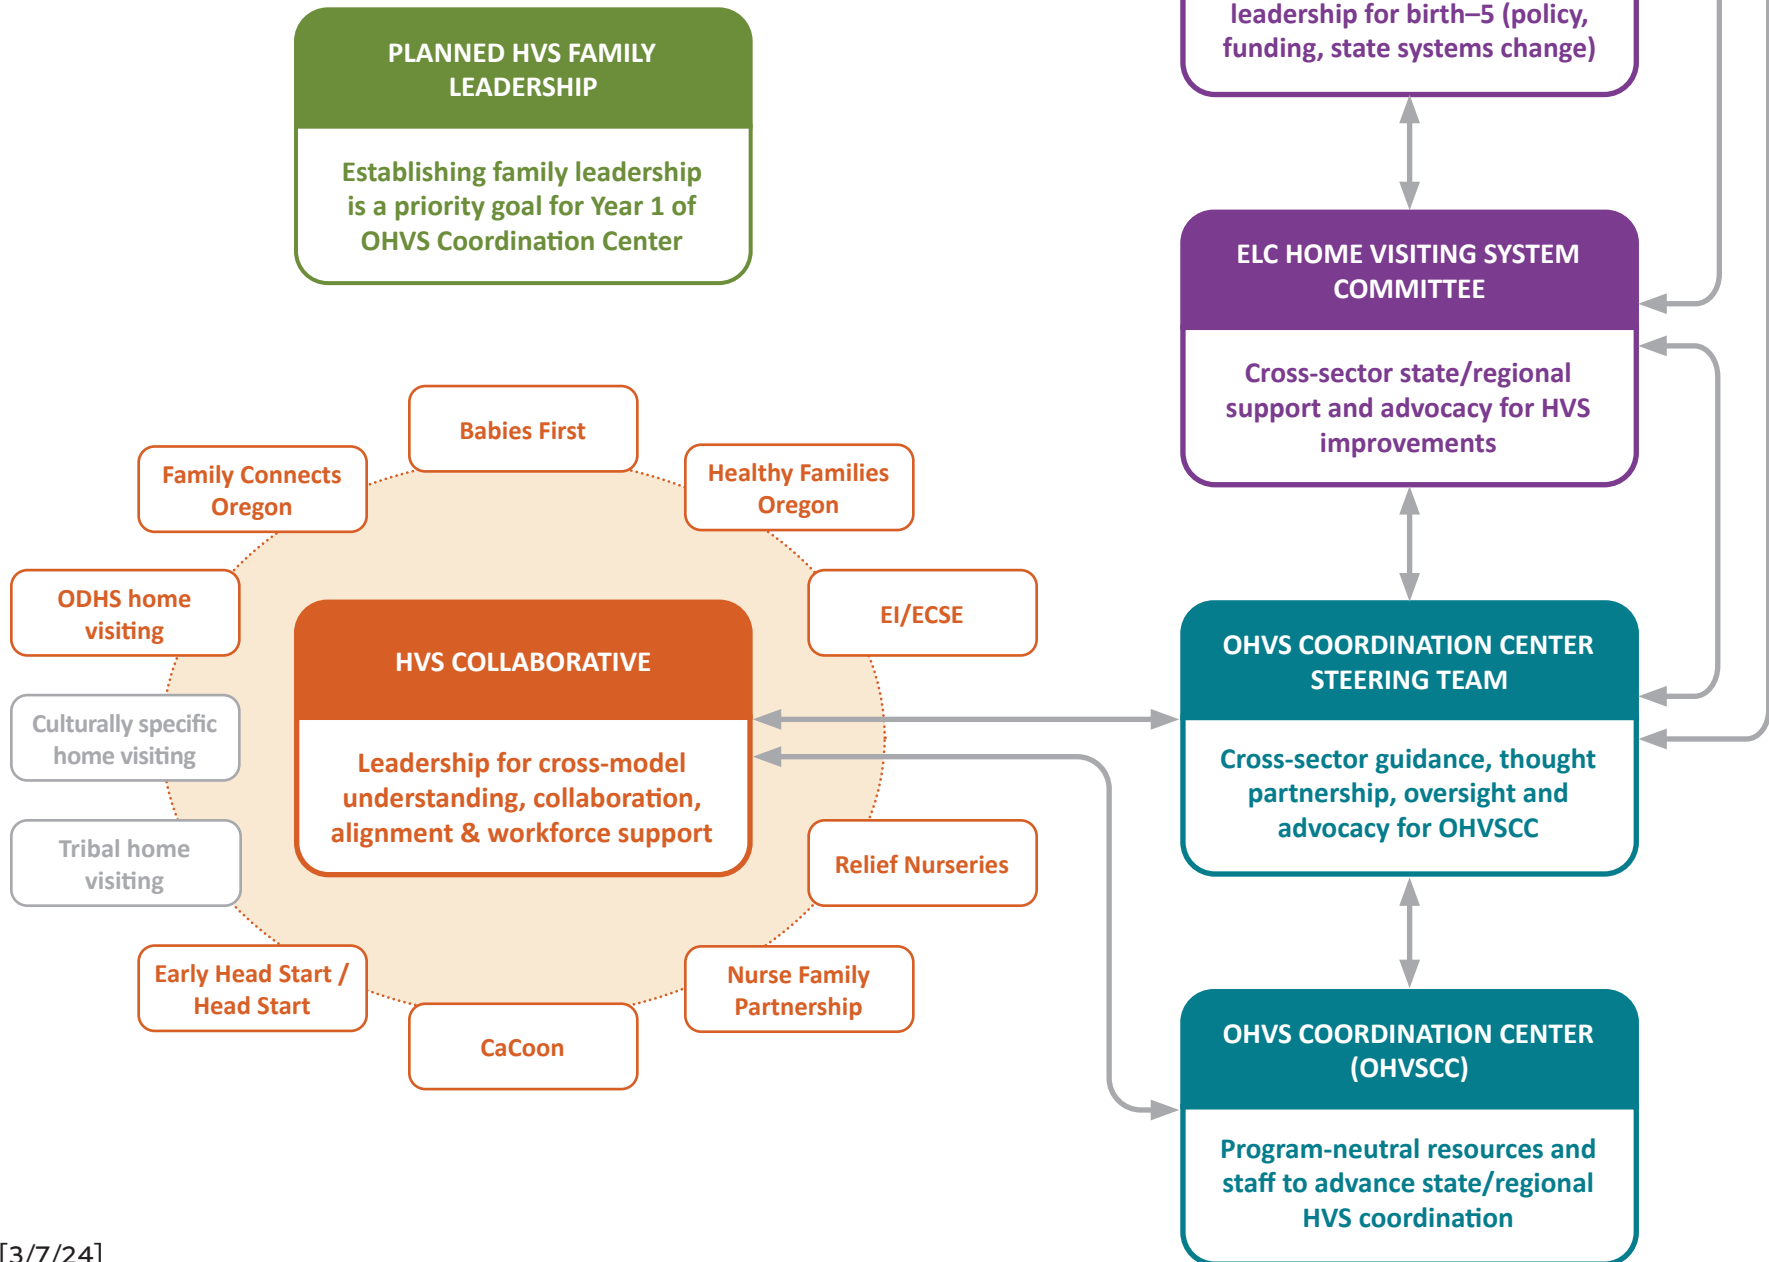 PLANNED HVS FAMILY
LEADERSHIP
Establishing family leadership
is a priority goal for Year 1 of
OHVS Coordination Center
leadership for birth–5 (policy,
funding, state systems change)
ELC HOME VISITING SYSTEM
COMMITTEE
Cross-sector state/regional
support and advocacy for HVS
improvements
Babies First
Family Connects
Oregon
Healthy Families
Oregon
ODHS home
visiting
EI/ECSE
Culturally specific
home visiting
Tribal home
visiting
HVS COLLABORATIVE
Leadership for cross-model
understanding, collaboration,
alignment & workforce support
Relief Nurseries
Early Head Start /
Head Start
Nurse Family
Partnership
CaCoon
OHVS COORDINATION CENTER
STEERING TEAM
Cross-sector guidance, thought
partnership, oversight and
advocacy for OHVSCC
OHVS COORDINATION CENTER
(OHVSCC)
Program-neutral resources and
staff to advance state/regional
HVS coordination
[3/7/24]